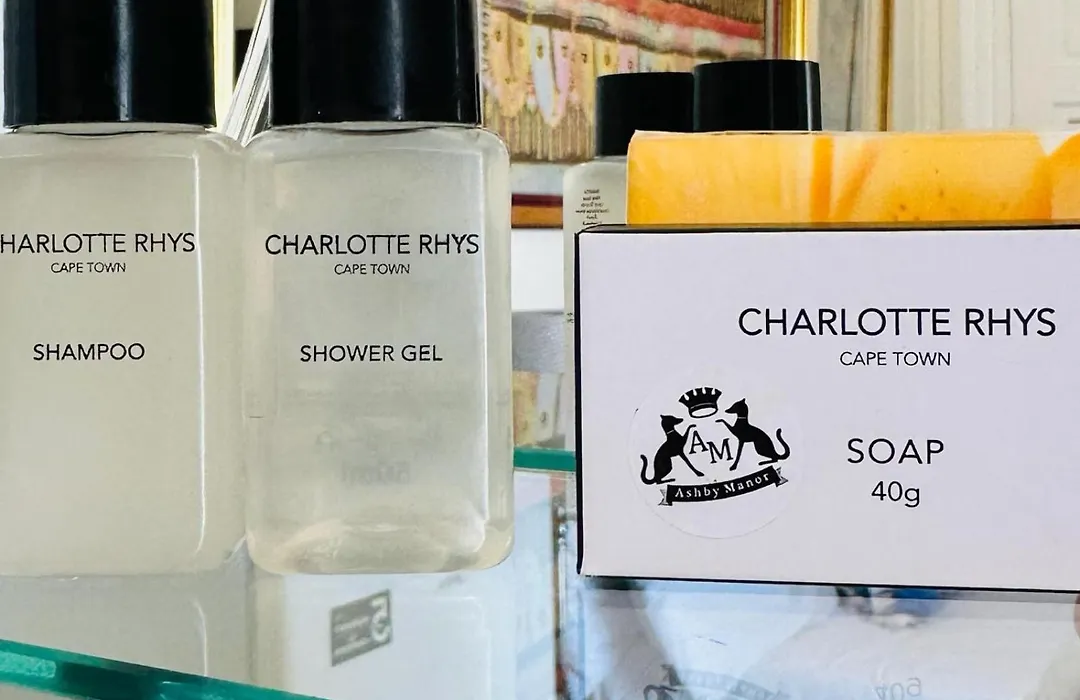 HARLOTTE RHYS
CAPE TOWN
SHAMPOO
CHARLOTTE RHYS
CAPE TOWN
SHOWER GEL
CHARLOTTE RHYS
CAPE TOWN
SOAP
40g
AM
Ashby Manor